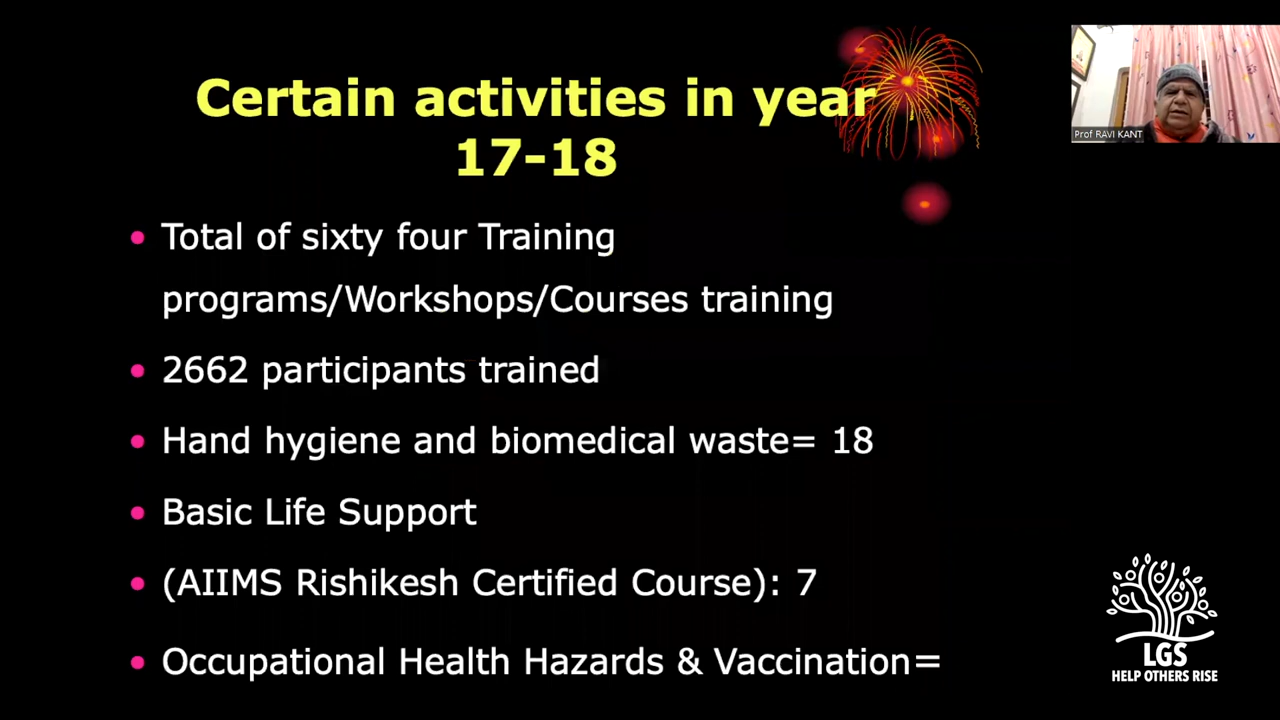 Certain activities in year
17-18
Prof RAVI KANT
• Total of sixty four Training
programs/Workshops/Courses training
• 2662 participants trained
• Hand hygiene and biomedical waste= 18
• Basic Life Support
• (AIIMS Rishikesh Certified Course): 7
• Occupational Health Hazards & Vaccination=
LGS
HELP OTHERS RISE